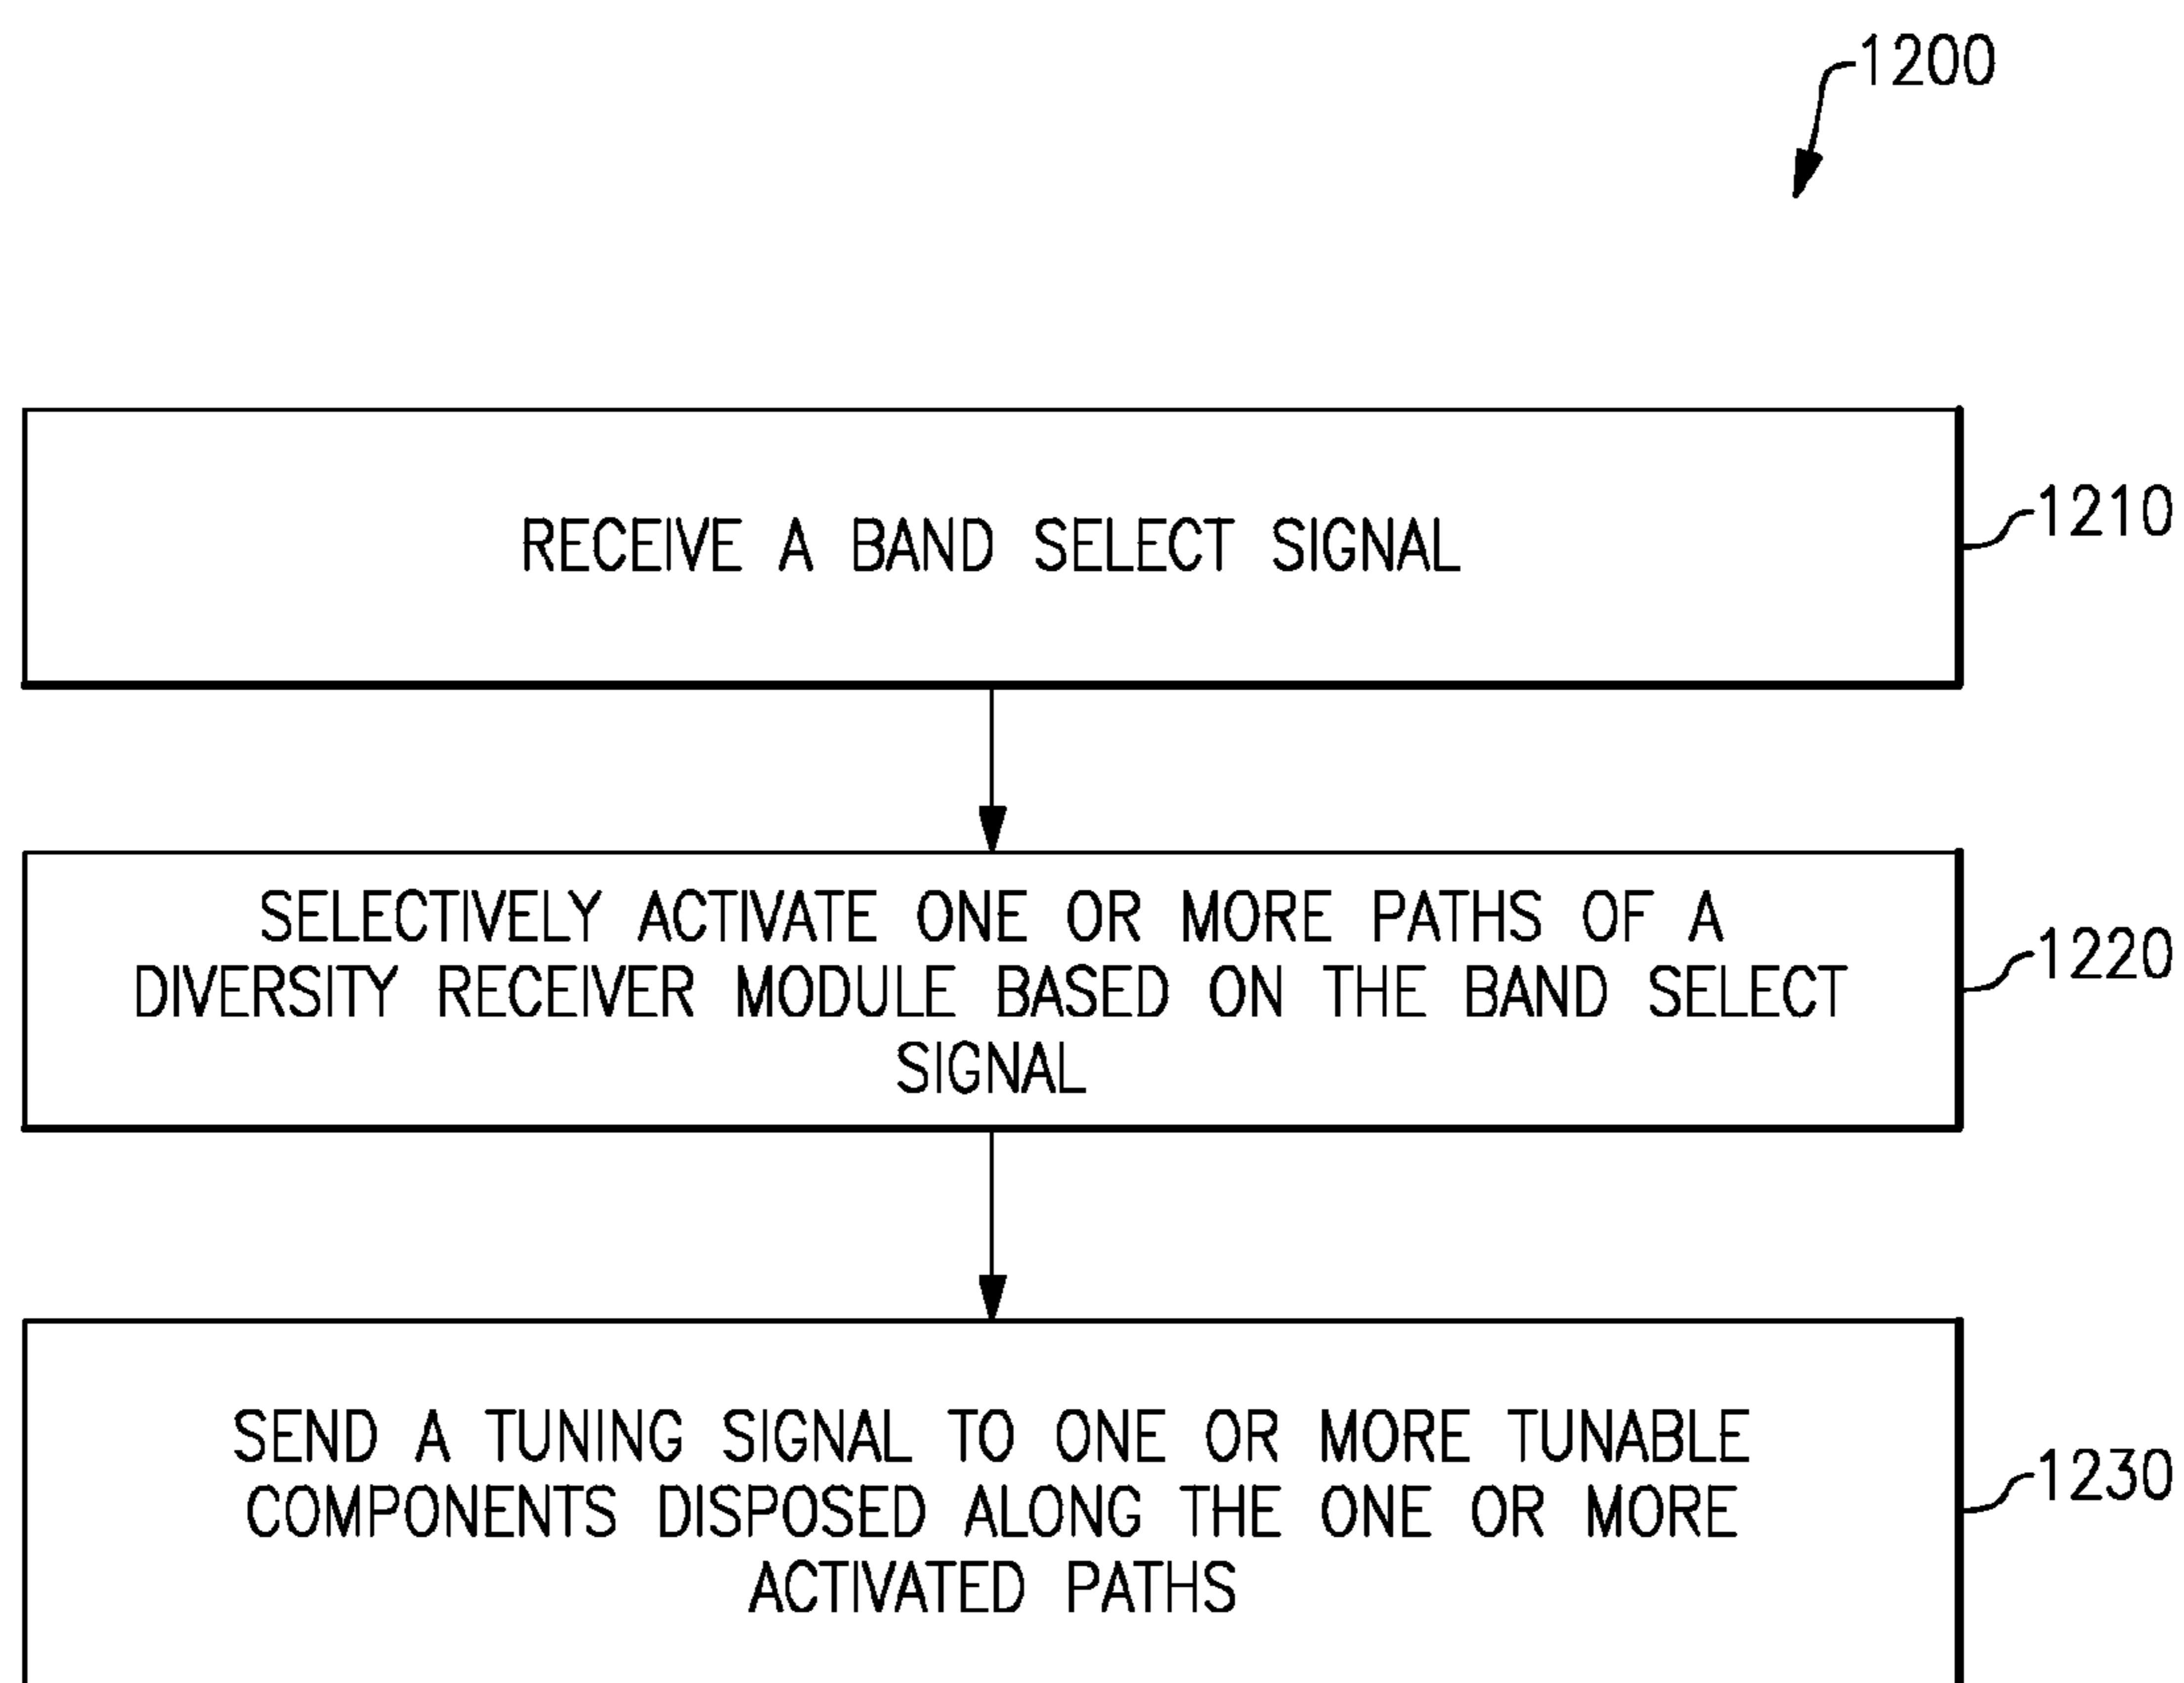 1200
RECEIVE A BAND SELECT SIGNAL
1210
SELECTIVELY ACTIVATE ONE OR MORE PATHS OF A
DIVERSITY RECEIVER MODULE BASED ON THE BAND SELECT
SIGNAL
1220
SEND A TUNING SIGNAL TO ONE OR MORE TUNABLE
COMPONENTS DISPOSED ALONG THE ONE OR MORE
ACTIVATED PATHS
1230